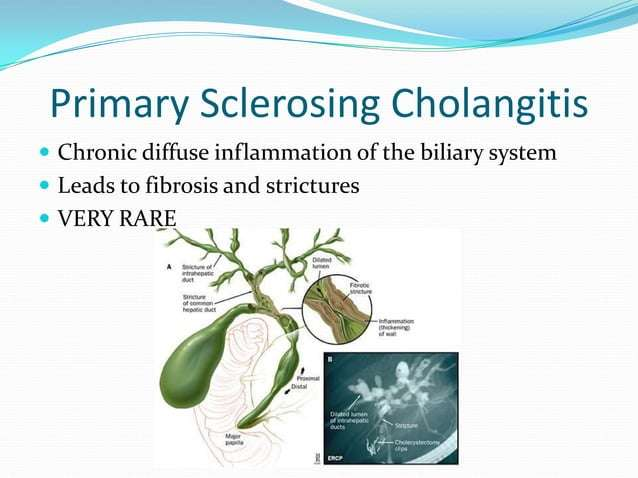 Primary Sclerosing Cholangitis
Chronic diffuse inflammation of the biliary system
Leads to fibrosis and strictures
VERY RARE
A
Stricture of
intrahepatic
duct
Stricture
of common
hepatic duct
Dilated
lumen
Fibrotic
stricture
Inflammation
(thickening)
of wall
Proximal
Distal
Major
papilla
B
Dilated lumen
of intrahepatic
ducts
Stricture
Cholecystectomy
clips
ERCP